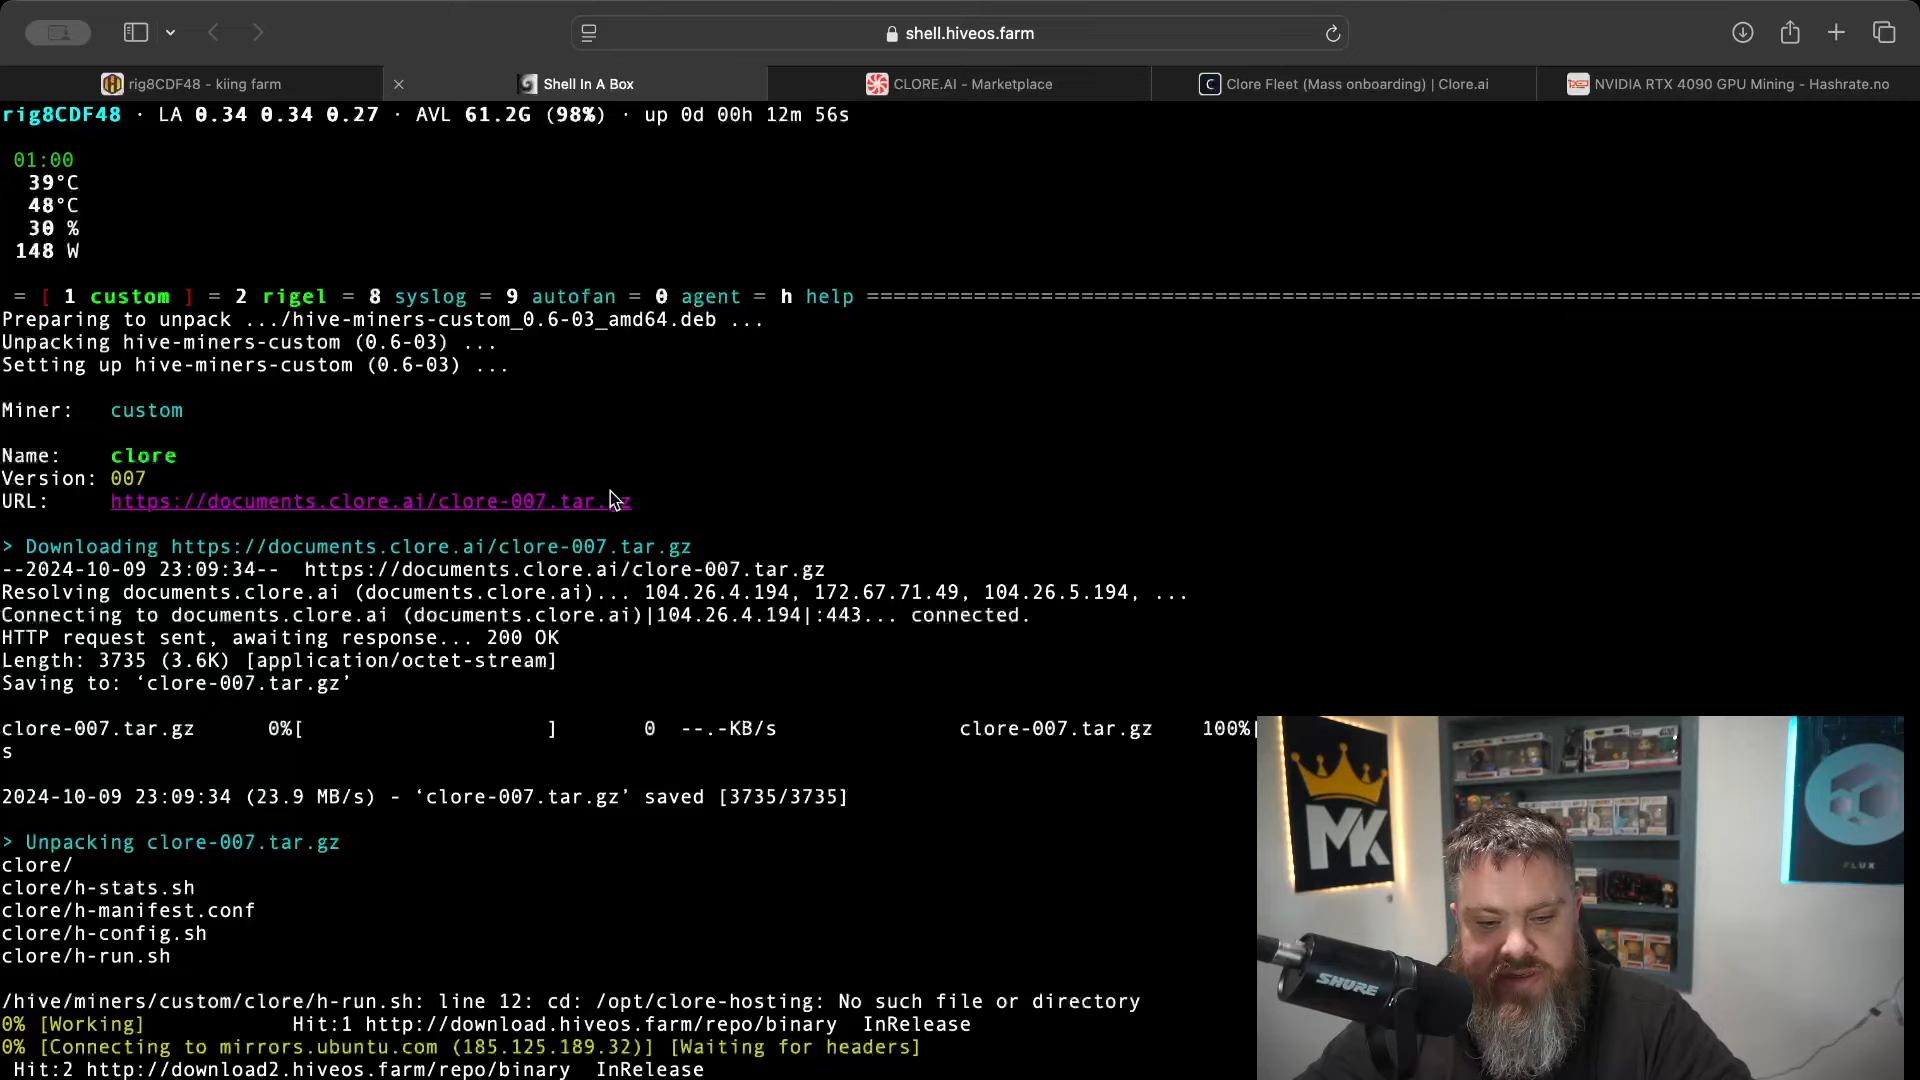 shell.hiveos.farm
rig8CDF48 - kiing farm
Shell In A Box
CLORE.AI - Marketplace
Clore Fleet (Mass onboarding) | Clore.ai
NVIDIA RTX 4090 GPU Mining - Hashrate.no
rig8CDF48 · LA 0.34 0.34 0.27 · AVL 61.2G (98%) · up 0d 00h 12m 56s
01:00
39°C
48°C
30 %
148 W
= [ 1 custom ] = 2 rigel = 8 syslog = 9 autofan = 0 agent = h help =======================================================================================
Preparing to unpack .../hive-miners-custom_0.6-03_amd64.deb ...
Unpacking hive-miners-custom (0.6-03) ...
Setting up hive-miners-custom (0.6-03) ...
Miner: custom
Name: clore
Version: 007
URL: https://documents.clore.ai/clore-007.tar.gz
> Downloading https://documents.clore.ai/clore-007.tar.gz
--2024-10-09 23:09:34-- https://documents.clore.ai/clore-007.tar.gz
Resolving documents.clore.ai (documents.clore.ai)... 104.26.4.194, 172.67.71.49, 104.26.5.194, ...
Connecting to documents.clore.ai (documents.clore.ai)|104.26.4.194|:443... connected.
HTTP request sent, awaiting response... 200 OK
Length: 3735 (3.6K) [application/octet-stream]
Saving to: ‘clore-007.tar.gz’
clore-007.tar.gz 0%[ ] 0 --.-KB/s clore-007.tar.gz 100%[
s
2024-10-09 23:09:34 (23.9 MB/s) - ‘clore-007.tar.gz’ saved [3735/3735]
> Unpacking clore-007.tar.gz
clore/
clore/h-stats.sh
clore/h-manifest.conf
clore/h-config.sh
clore/h-run.sh
/hive/miners/custom/clore/h-run.sh: line 12: cd: /opt/clore-hosting: No such file or directory
0% [Working] Hit:1 http://download.hiveos.farm/repo/binary InRelease
0% [Connecting to mirrors.ubuntu.com (185.125.189.32)] [Waiting for headers]
Hit:2 http://download2.hiveos.farm/repo/binary InRelease
MK
FLUX
SHURE